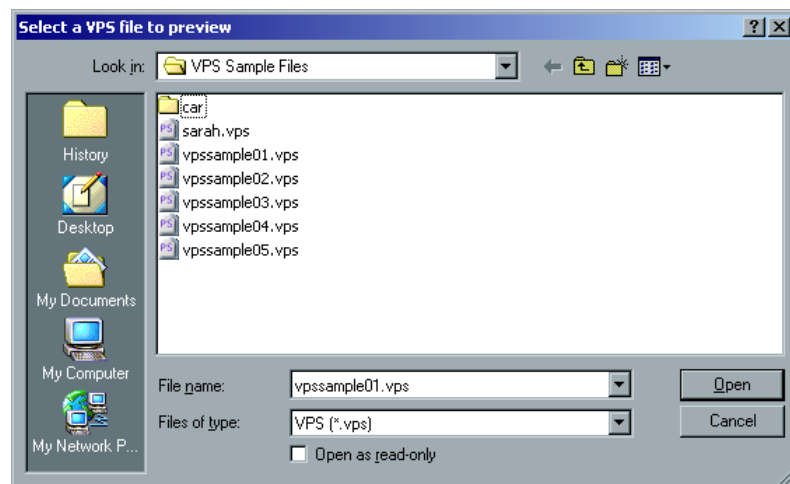 Select a VPS file to preview
Look in: VPS Sample Files
car
sarah.vps
vpssample01.vps
vpssample02.vps
vpssample03.vps
vpssample04.vps
vpssample05.vps
History
Desktop
My Documents
My Computer
My Network P...
File name: vpssample01.vps Open
Files of type: VPS (*.vps) Cancel
Open as read-only